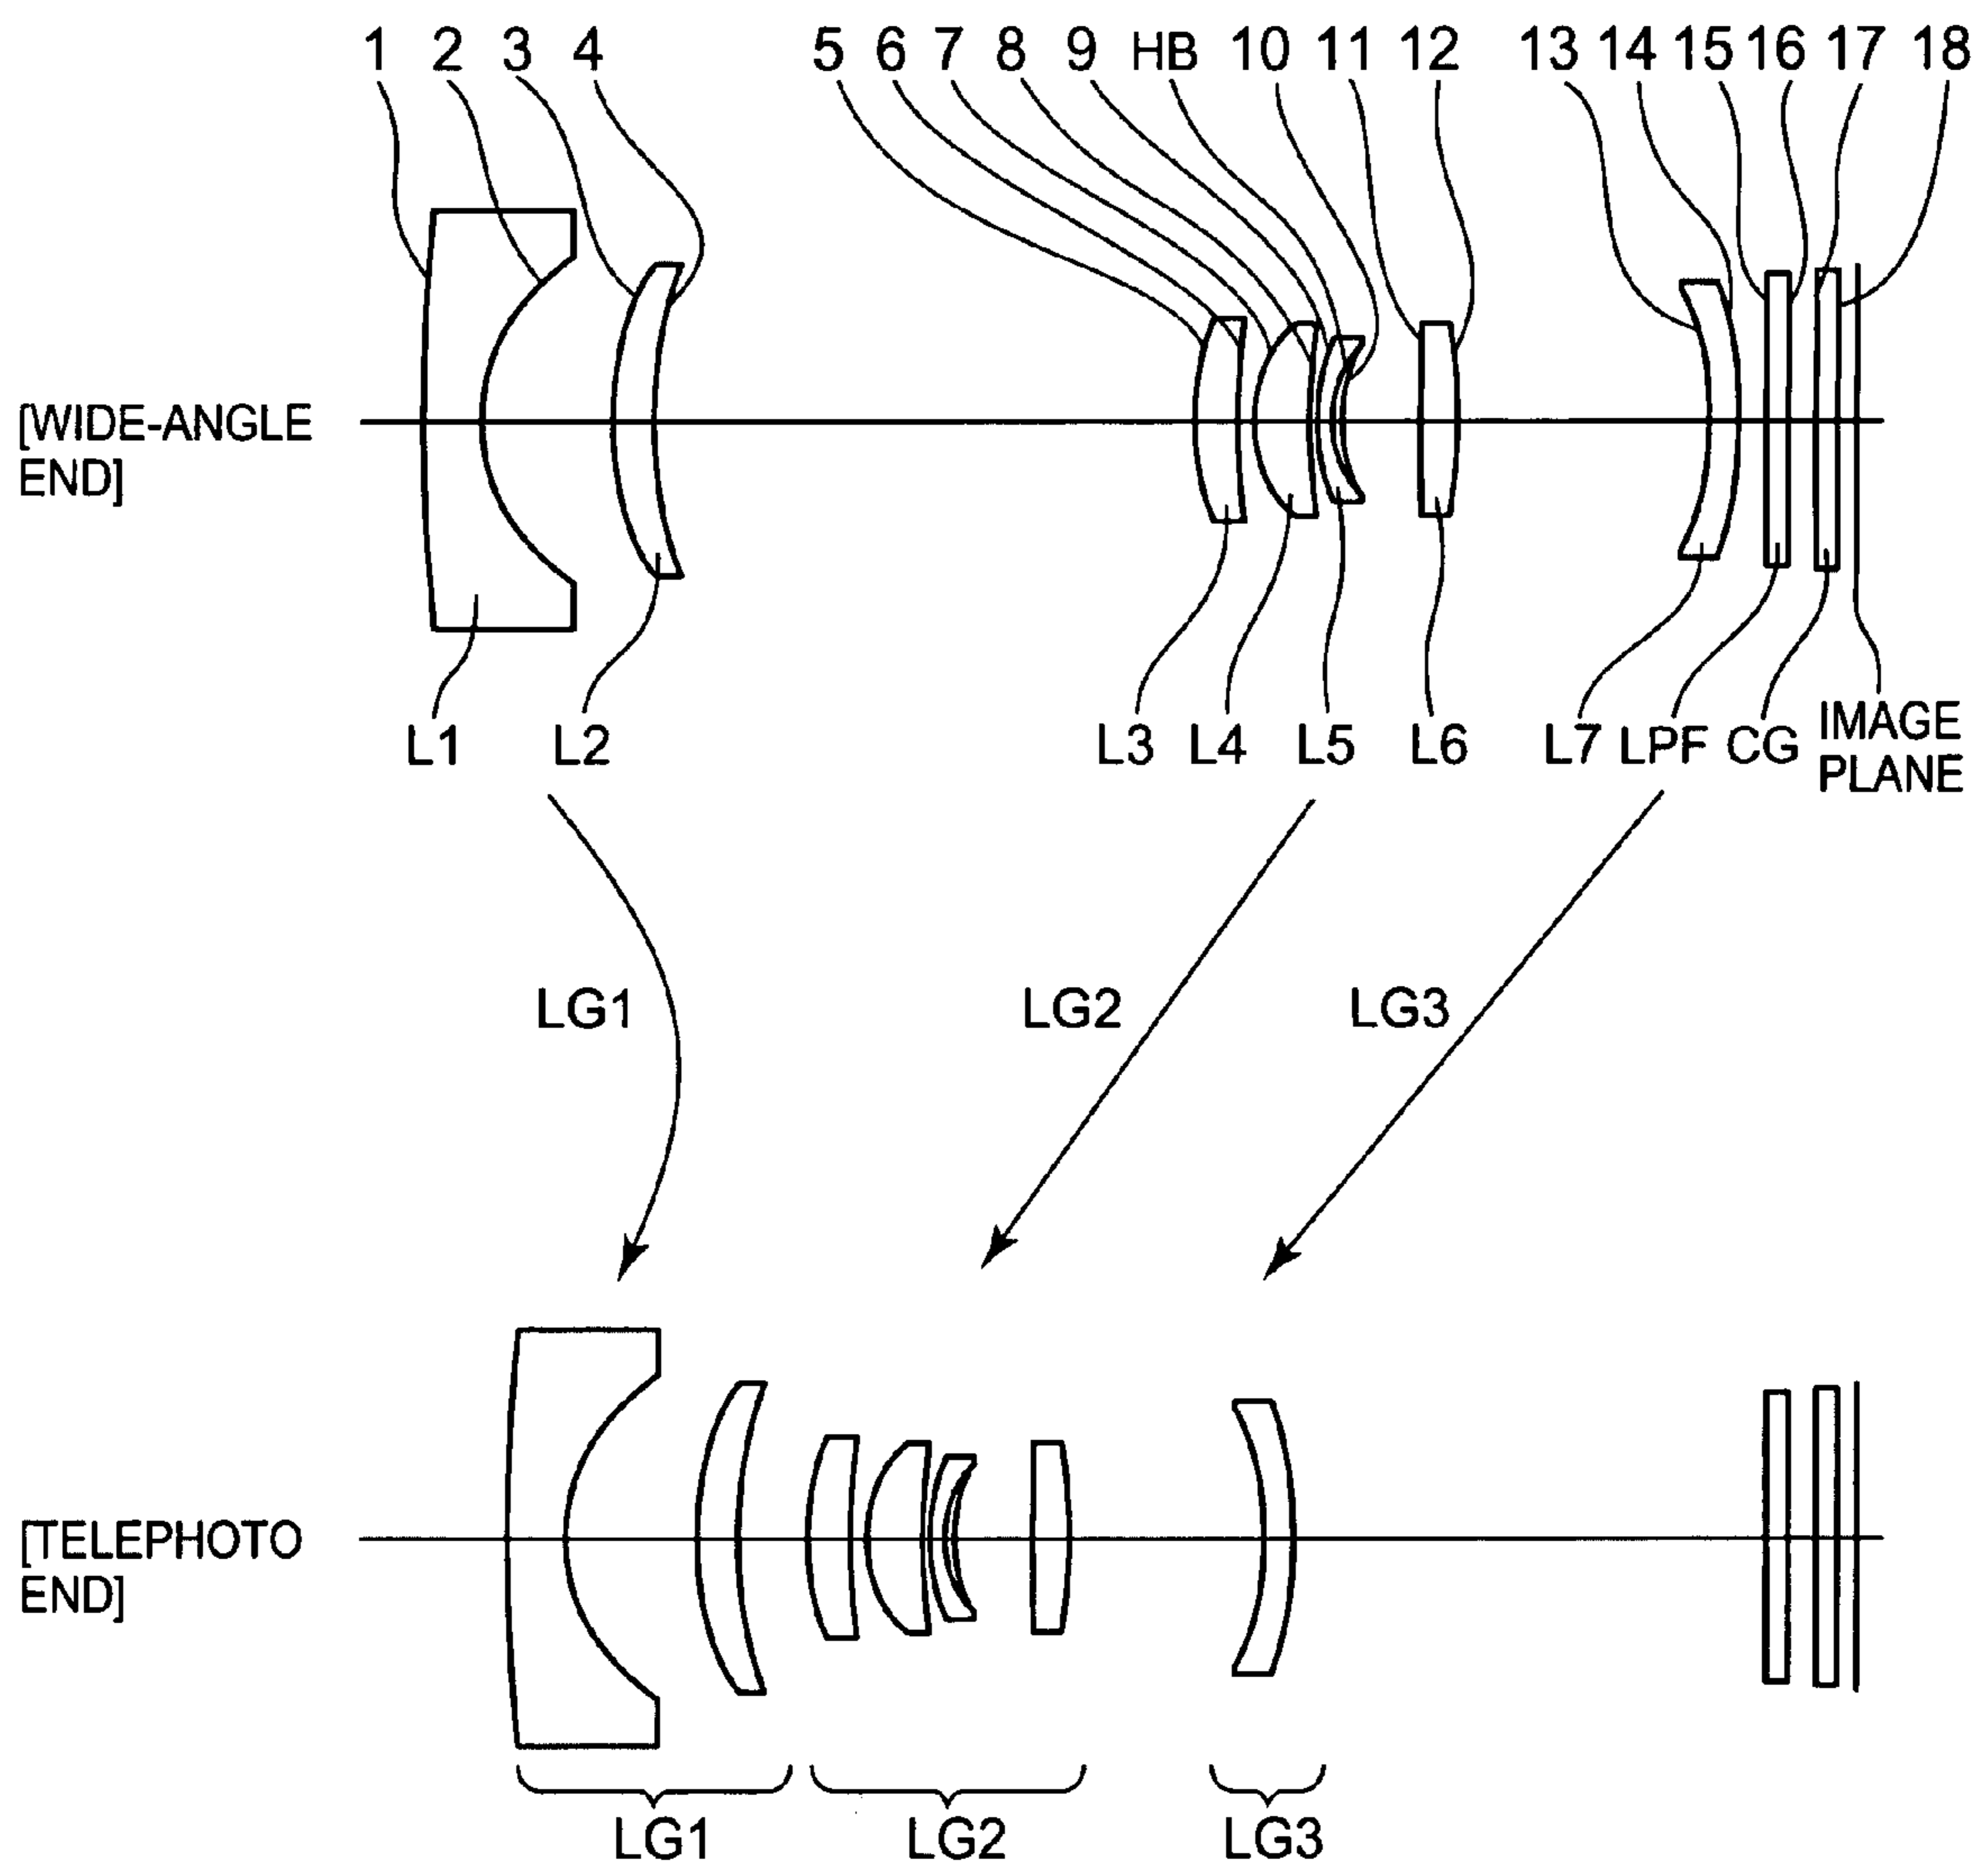 1 2 3 4 5 6 7 8 9 HB 10 11 12 13 14 15 16 17 18
[WIDE-ANGLE
END]
L1 L2 L3 L4 L5 L6 L7 LPF CG IMAGE
PLANE
LG1 LG2 LG3
[TELEPHOTO
END]
LG1 LG2 LG3